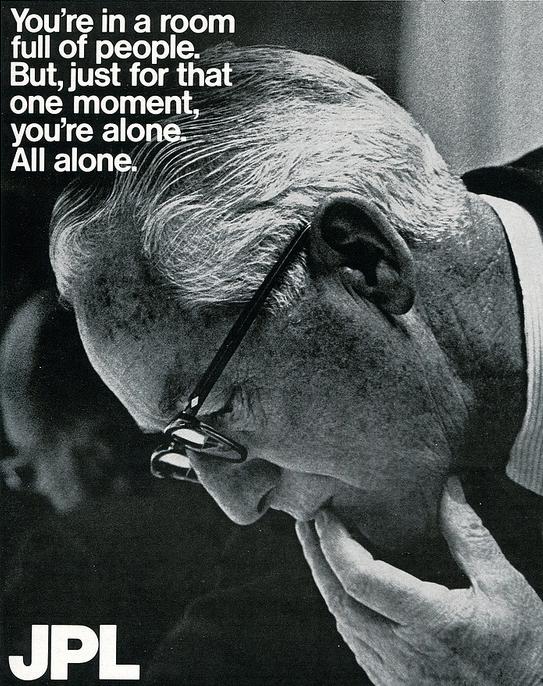 You're in a room
full of people.
But, just for that
one moment,
you're alone.
All alone.
JPL